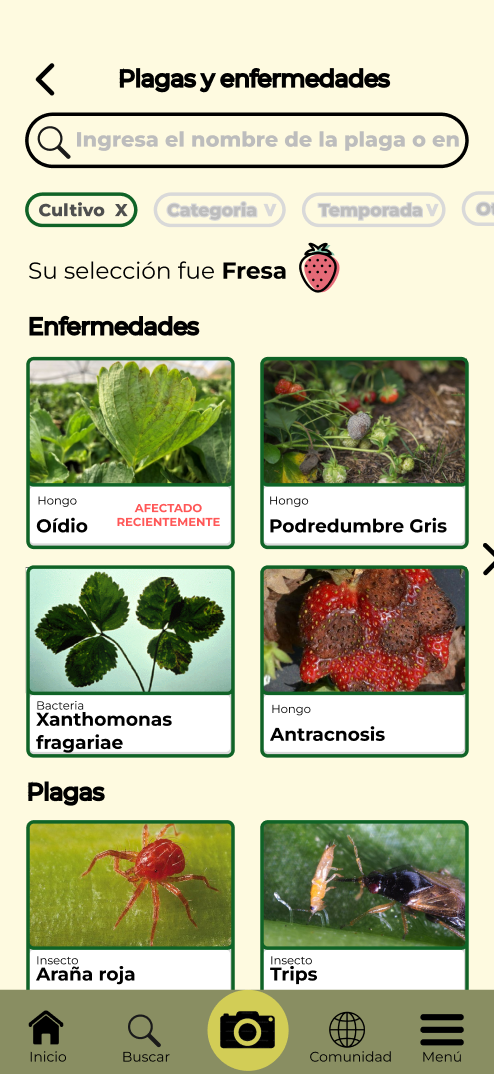 Plagas y enfermedades
Ingresa el nombre de la plaga o en
Cultivo X
Categoria V
Temporada V
Su selección fue Fresa
Enfermedades
Hongo
Oídio
AFECTADO
RECIENTEMENTE
Hongo
Podredumbre Gris
Bacteria
Xanthomonas
fragariae
Hongo
Antracnosis
Plagas
Insecto
Araña roja
Insecto
Trips
Inicio
Buscar
Comunidad
Menú